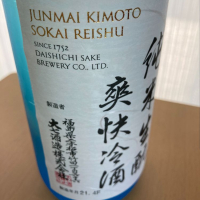 JUNMAI KIMOTO
SOKAI REISHU
SINCE 1752
DAISHICHI SAKE
BREWERY CO., LTD.
純米生酛
爽快冷酒
製造者
大七酒造株式会社